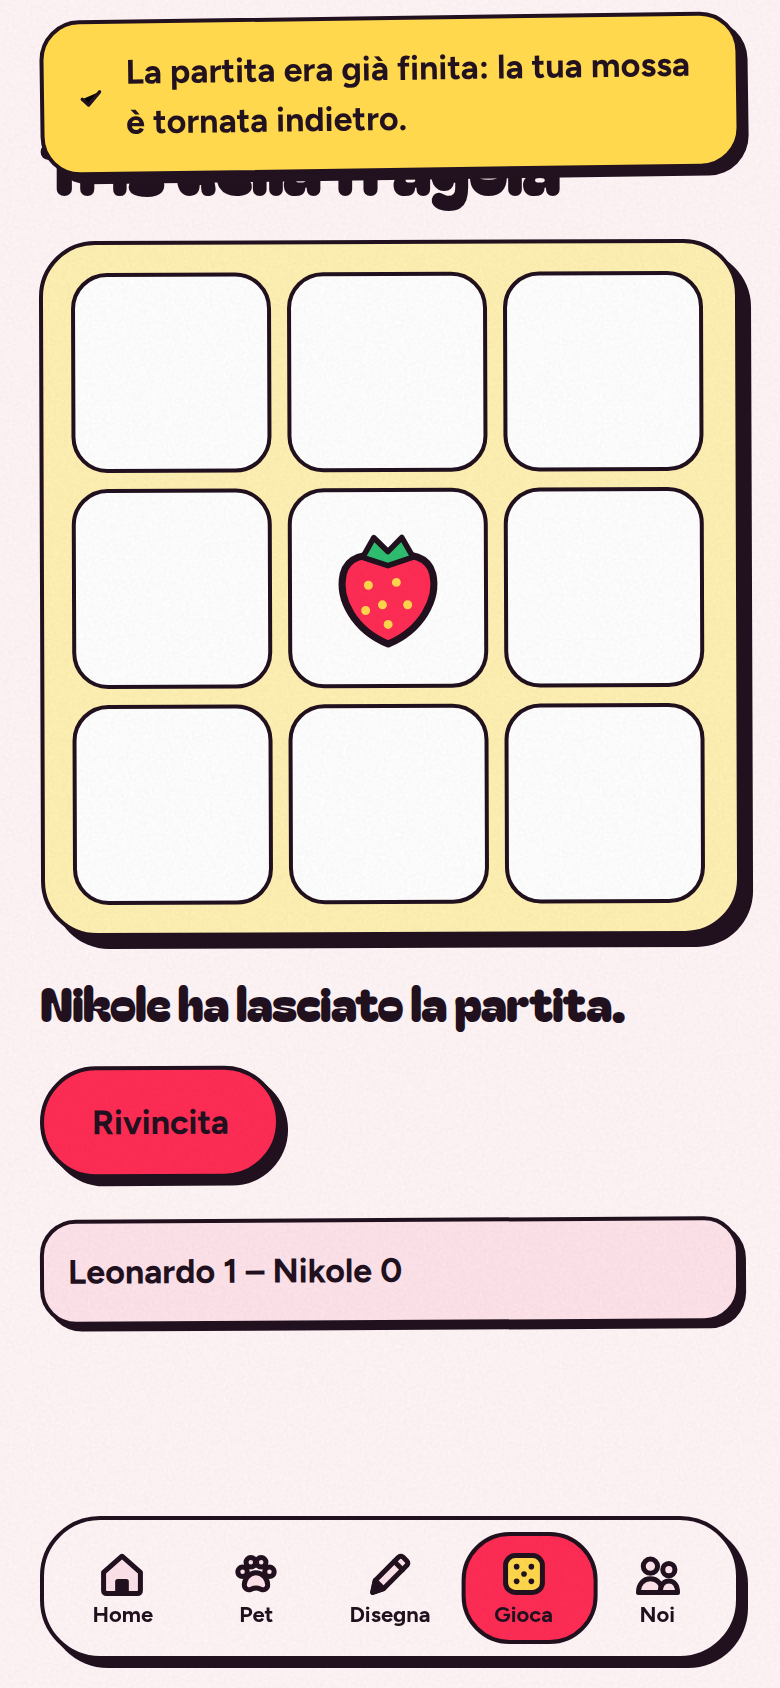 La partita era già finita: la tua mossa
è tornata indietro.
Nikole ha lasciato la partita.
Rivincita
Leonardo 1 – Nikole 0
Home
Pet
Disegna
Gioca
Noi